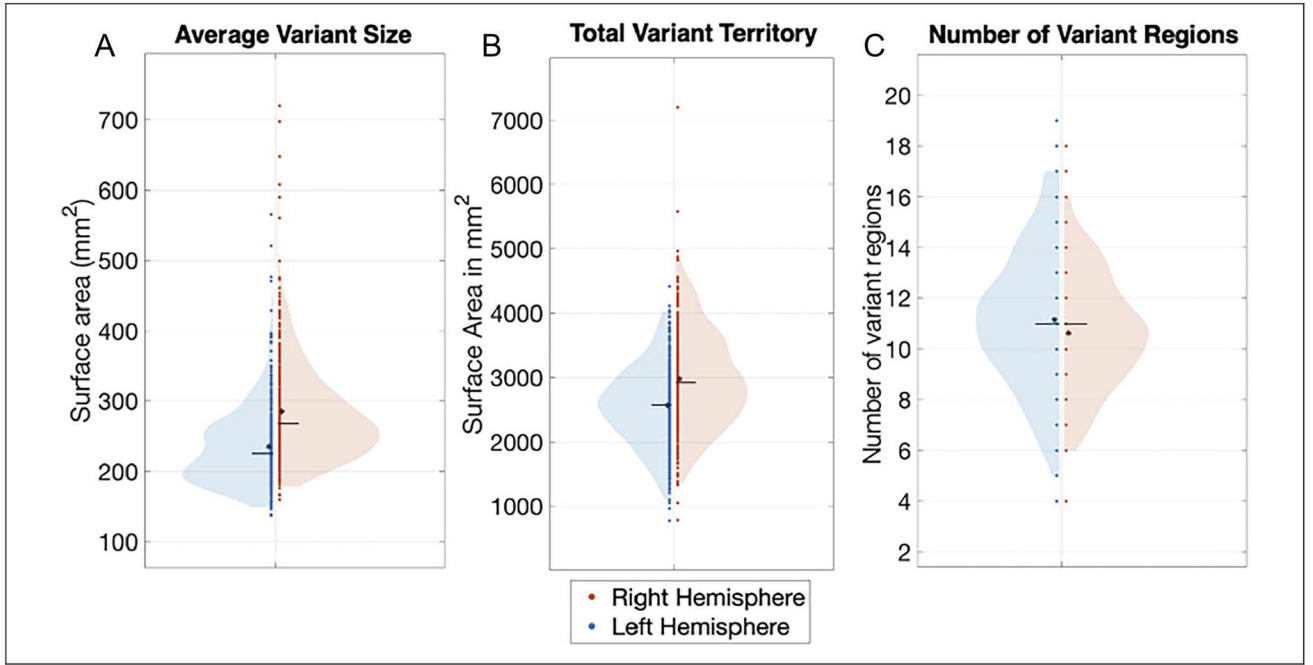 A
Average Variant Size
Surface area (mm²)
700
600
500
400
300
200
100
B
Total Variant Territory
Surface Area in mm²
7000
6000
5000
4000
3000
2000
1000
C
Number of Variant Regions
Number of variant regions
20
18
16
14
12
10
8
6
4
2
Right Hemisphere
Left Hemisphere